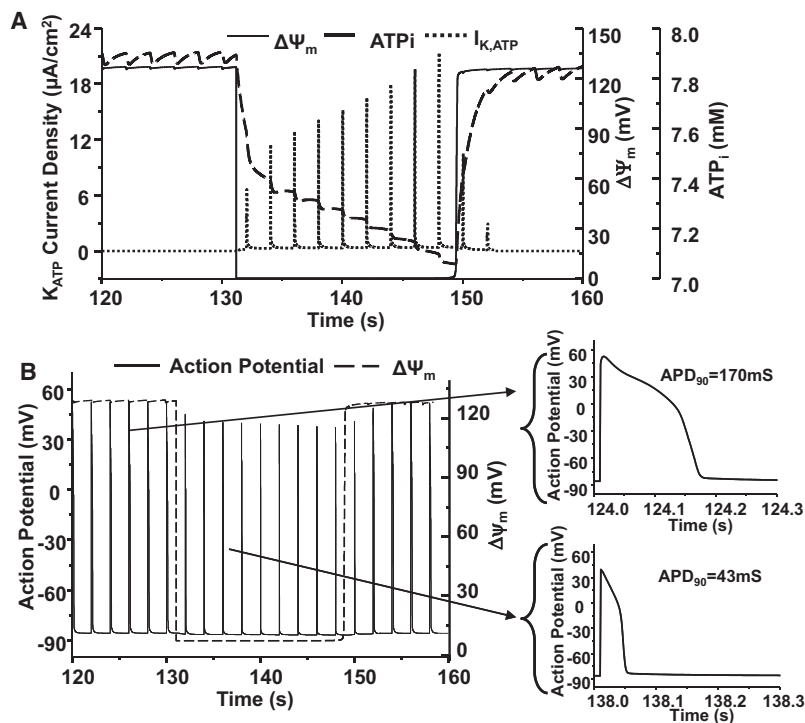 A
ΔΨm ATPi IK,ATP
KATP Current Density (μA/cm²)
24
18
12
6
0
150
120
90
60
30
0
ΔΨm (mV)
8.0
7.8
7.6
7.4
7.2
7.0
ATPi (mM)
120 130 140 150 160
Time (s)
B
Action Potential ΔΨm
Action Potential (mV)
60
30
0
-30
-60
-90
120
90
60
30
0
ΔΨm (mV)
120 130 140 150 160
Time (s)
Action Potential (mV)
60
30
0
-30
-60
-90
APD90=170mS
124.0 124.1 124.2 124.3
Time (s)
Action Potential (mV)
60
30
0
-30
-60
-90
APD90=43mS
138.0 138.1 138.2 138.3
Time (s)